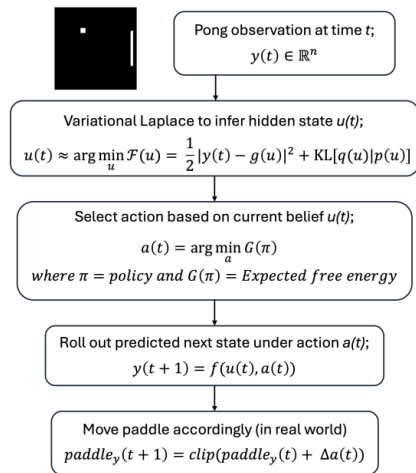 Pong observation at time t;
y(t) ∈ ℝⁿ
Variational Laplace to infer hidden state u(t);
u(t) ≈ arg min_u ℱ(u) = 1/2 |y(t) − g(u)|² + KL[q(u)|p(u)]
Select action based on current belief u(t);
a(t) = arg min_a G(π)
where π = policy and G(π) = Expected free energy
Roll out predicted next state under action a(t);
y(t + 1) = f(u(t), a(t))
Move paddle accordingly (in real world)
paddle_y(t + 1) = clip(paddle_y(t) + Δa(t))